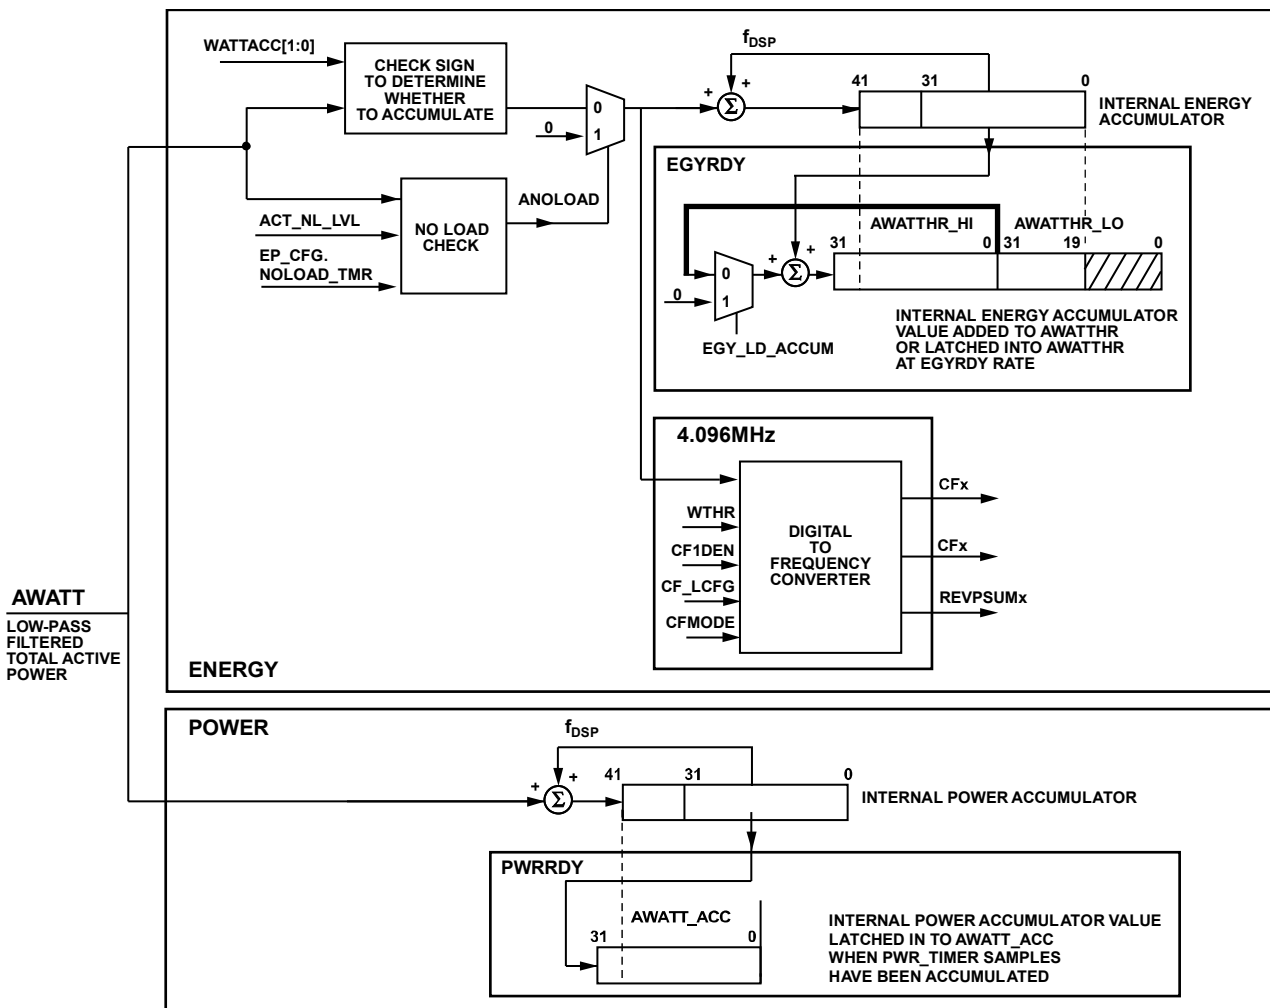 WATTACC[1:0]
CHECK SIGN
TO DETERMINE
WHETHER
TO ACCUMULATE
0
0
1
ACT_NL_LVL
EP_CFG.
NOLOAD_TMR
NO LOAD
CHECK
ANOLOAD
+
+
Σ
fDSP
41
31
0
INTERNAL ENERGY
ACCUMULATOR
EGYRDY
AWATTHR_HI
AWATTHR_LO
31
0
31
19
0
0
0
1
+
+
Σ
EGY_LD_ACCUM
INTERNAL ENERGY ACCUMULATOR
VALUE ADDED TO AWATTHR
OR LATCHED INTO AWATTHR
AT EGYRDY RATE
4.096MHz
WTHR
CF1DEN
CF_LCFG
CFMODE
DIGITAL
TO
FREQUENCY
CONVERTER
CFx
CFx
REVPSUMx
AWATT
LOW-PASS
FILTERED
TOTAL ACTIVE
POWER
ENERGY
POWER
fDSP
+
+
Σ
41
31
0
INTERNAL POWER ACCUMULATOR
PWRRDY
AWATT_ACC
31
0
INTERNAL POWER ACCUMULATOR VALUE
LATCHED IN TO AWATT_ACC
WHEN PWR_TIMER SAMPLES
HAVE BEEN ACCUMULATED